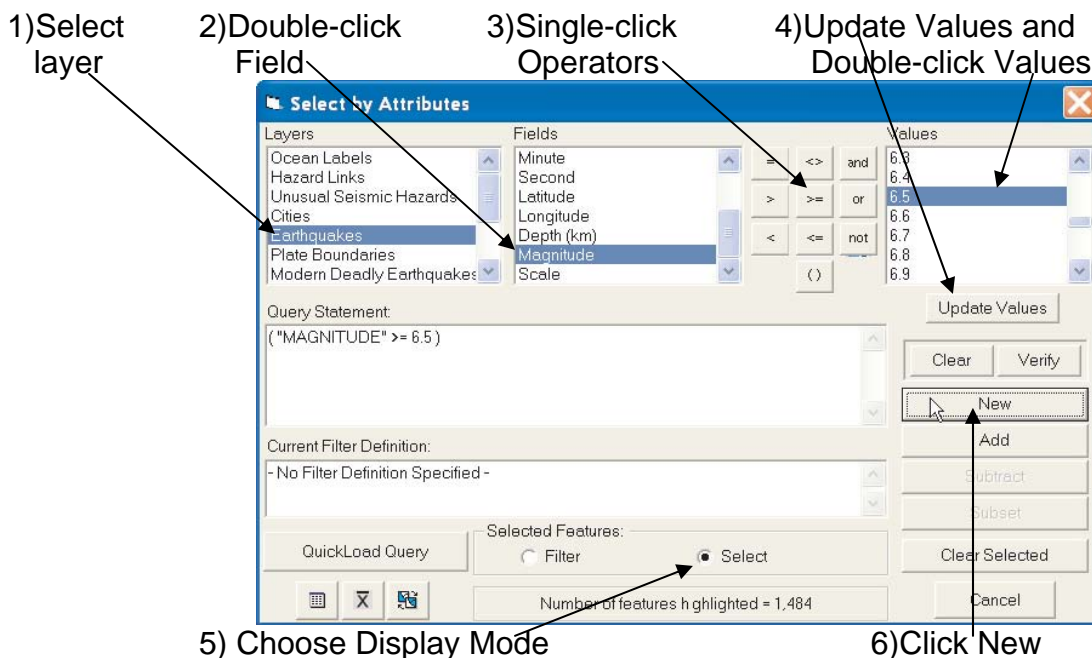 1)Select layer
2)Double-click Field
3)Single-click Operators
4)Update Values and Double-click Values
Select by Attributes
Layers
Ocean Labels
Hazard Links
Unusual Seismic Hazards
Cities
Earthquakes
Plate Boundaries
Modern Deadly Earthquakes
Fields
Minute
Second
Latitude
Longitude
Depth (km)
Magnitude
Scale
= <> and
> >= or
< <= not
()
Values
6.3
6.4
6.5
6.6
6.7
6.8
6.9
Update Values
Query Statement:
( "MAGNITUDE" >= 6.5 )
Clear Verify
New
Add
Subtract
Subset
Clear Selected
Cancel
Current Filter Definition:
- No Filter Definition Specified -
QuickLoad Query
Selected Features:
Filter Select
Number of features h ghlighted = 1,484
5) Choose Display Mode
6)Click New